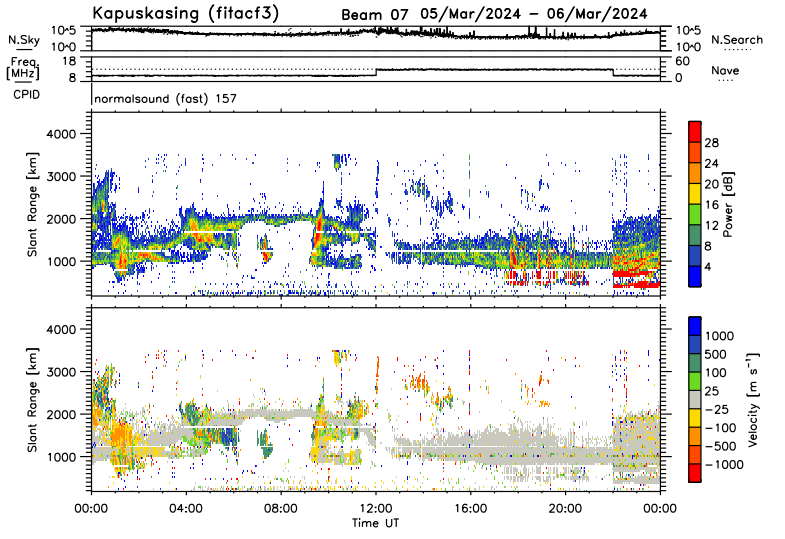 Kapuskasing (fitacf3)
Beam 07 05/Mar/2024 - 06/Mar/2024
N.Sky
10^5
10^0
10^5
10^0
N.Search
Freq.
[MHz]
18
8
60
0
Nave
CPID
normalsound (fast) 157
Slant Range [km]
4000
3000
2000
1000
28
24
20
16
12
8
4
Power [dB]
Slant Range [km]
4000
3000
2000
1000
1000
500
100
25
-25
-100
-500
-1000
Velocity [m s^-1]
00:00 04:00 08:00 12:00 16:00 20:00 00:00
Time UT